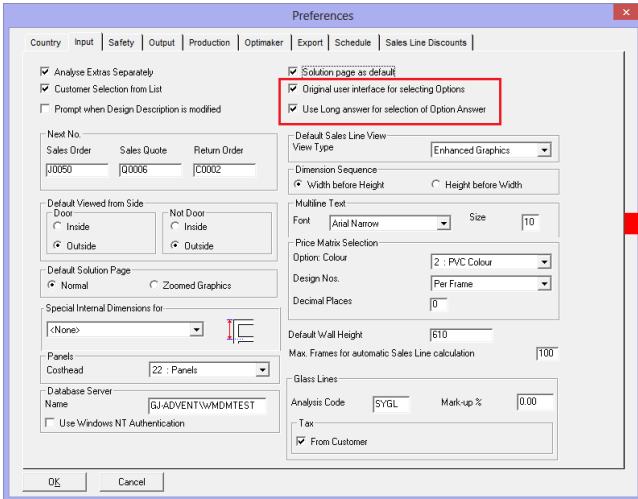 Preferences
x
Country Input Safety Output Production Optimaker Export Schedule Sales Line Discounts
Analyse Extras Separately
Customer Selection from List
Prompt when Design Description is modified
Solution page as default
Original user interface for selecting Options
Use Long answer for selection of Option Answer
Next No.
Sales Order Sales Quote Return Order
J0050 Q0006 C0002
Default Sales Line View
View Type Enhanced Graphics
Dimension Sequence
Width before Height Height before Width
Default Viewed from Side
Door Not Door
Inside Inside
Outside Outside
Multiline Text
Font Arial Narrow Size 10
Price Matrix Selection
Option: Colour 2 : PVC Colour
Design Nos. Per Frame
Decimal Places 0
Default Solution Page
Normal Zoomed Graphics
Special Internal Dimensions for
<None>
Default Wall Height 610
Max. Frames for automatic Sales Line calculation 100
Panels
Costhead 22 : Panels
Database Server
Name GJ-ADVENT\WMDMTEST
Use Windows NT Authentication
Glass Lines
Analysis Code SYGL Mark-up % 0.00
Tax
From Customer
OK Cancel